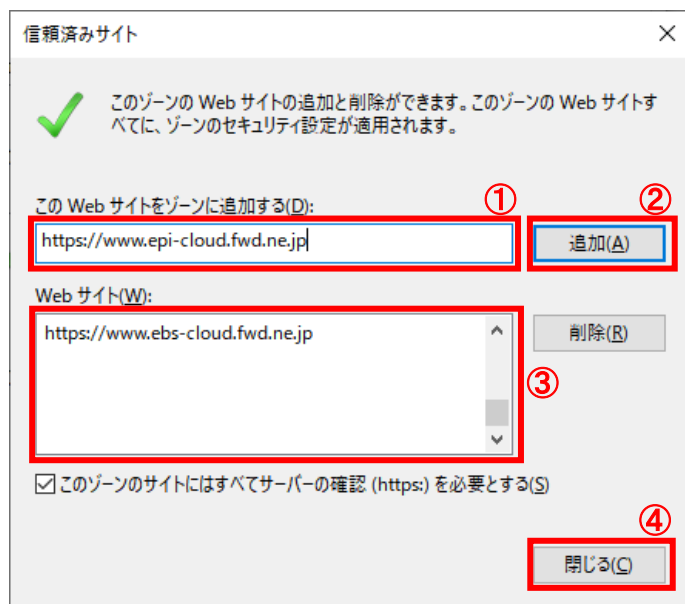 信頼済みサイト
このゾーンの Web サイトの追加と削除ができます。このゾーンの Web サイトす
べてに、ゾーンのセキュリティ設定が適用されます。
この Web サイトをゾーンに追加する(D):
①
②
https://www.epi-cloud.fwd.ne.jp
追加(A)
Web サイト(W):
https://www.ebs-cloud.fwd.ne.jp
削除(R)
③
このゾーンのサイトにはすべてサーバーの確認 (https:) を必要とする(S)
④
閉じる(C)